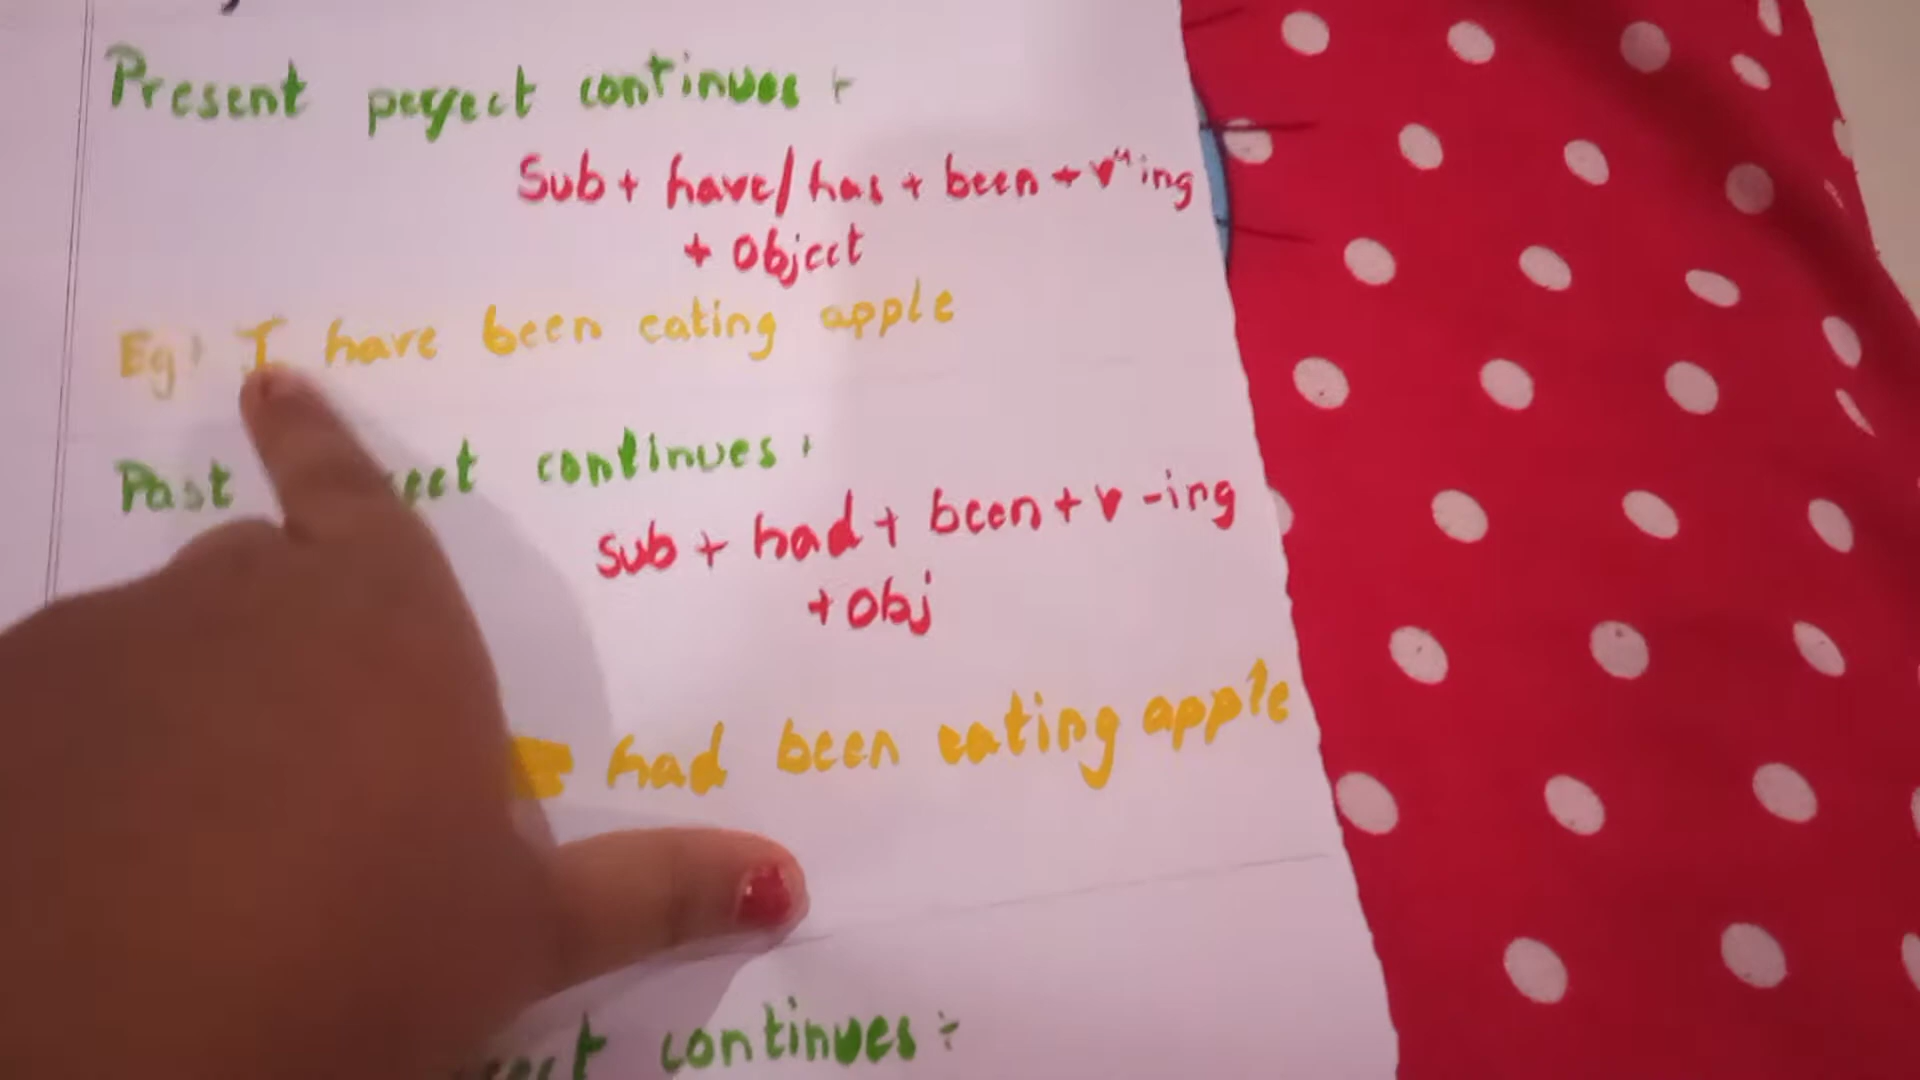 Present perfect continues :
Sub + have/has + been + v4 ing
+ Object
Eg: I have been eating apple
Past continues :
sub + had + been + v -ing
+ obj
had been eating apple
continues :